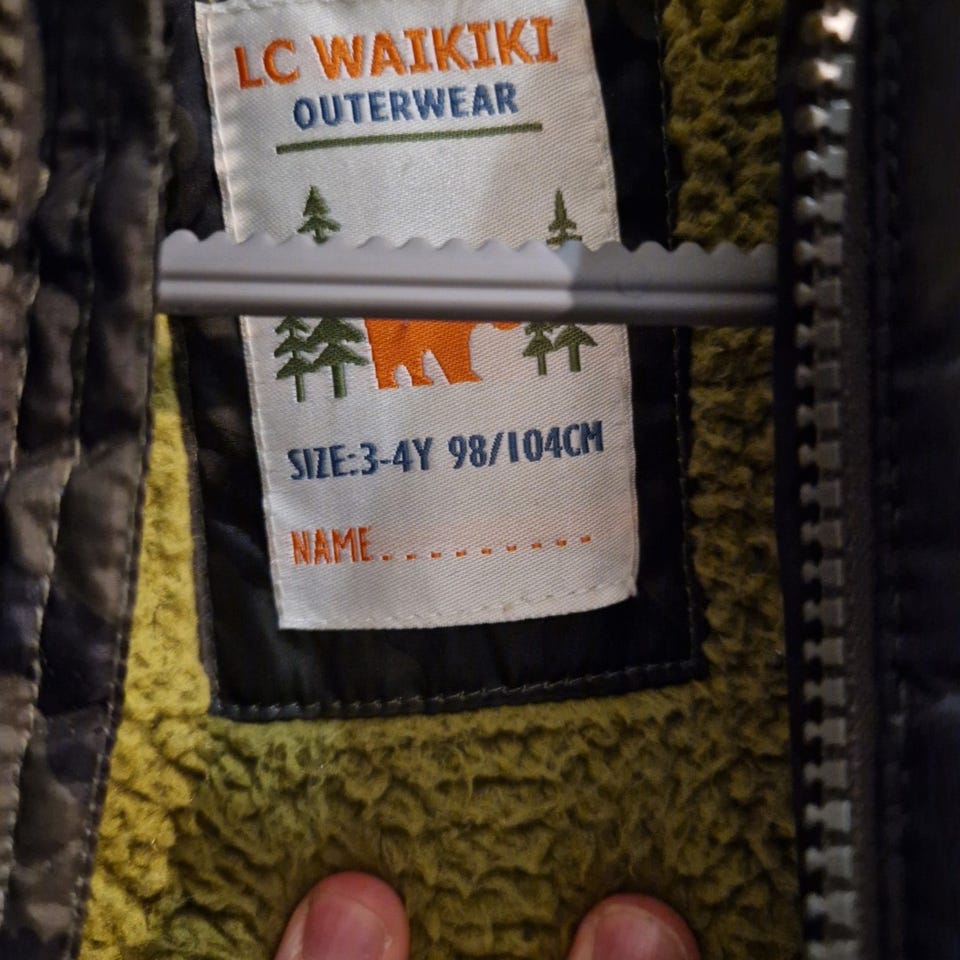 LC WAIKIKI
OUTERWEAR
SIZE:3-4Y 98/104CM
NAME.........